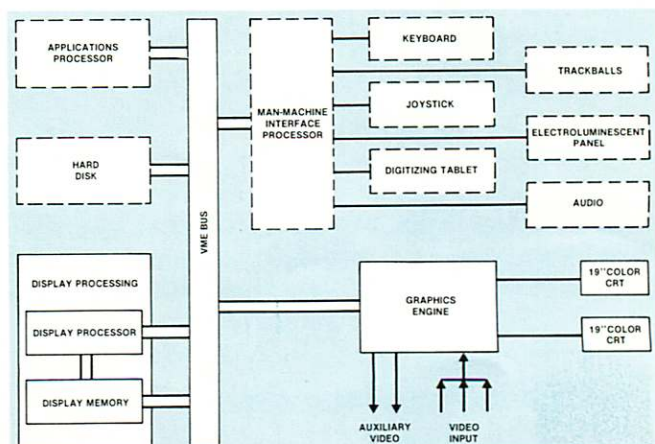 APPLICATIONS
PROCESSOR
HARD
DISK
DISPLAY PROCESSING
DISPLAY PROCESSOR
DISPLAY MEMORY
VME BUS
MAN-MACHINE
INTERFACE
PROCESSOR
KEYBOARD
TRACKBALLS
JOYSTICK
ELECTROLUMINESCENT
PANEL
DIGITIZING TABLET
AUDIO
GRAPHICS
ENGINE
19"COLOR
CRT
19"COLOR
CRT
AUXILIARY
VIDEO
VIDEO
INPUT